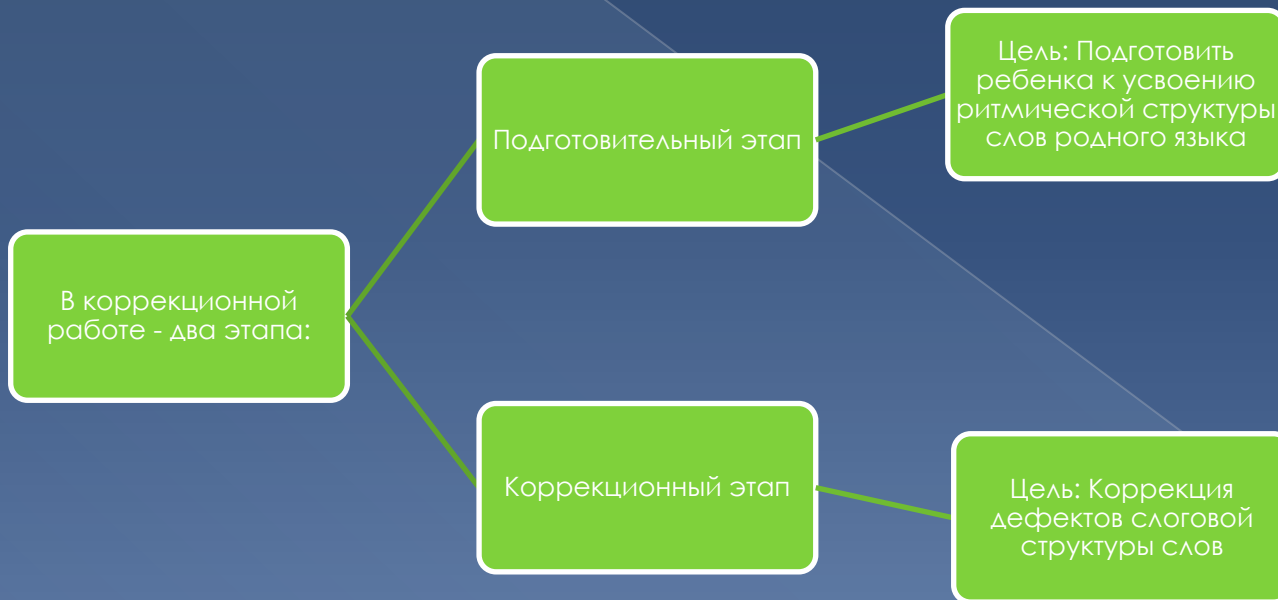 В коррекционной
работе - два этапа:
Подготовительный этап
Цель: Подготовить
ребенка к усвоению
ритмической структуры
слов родного языка
Коррекционный этап
Цель: Коррекция
дефектов слоговой
структуры слов